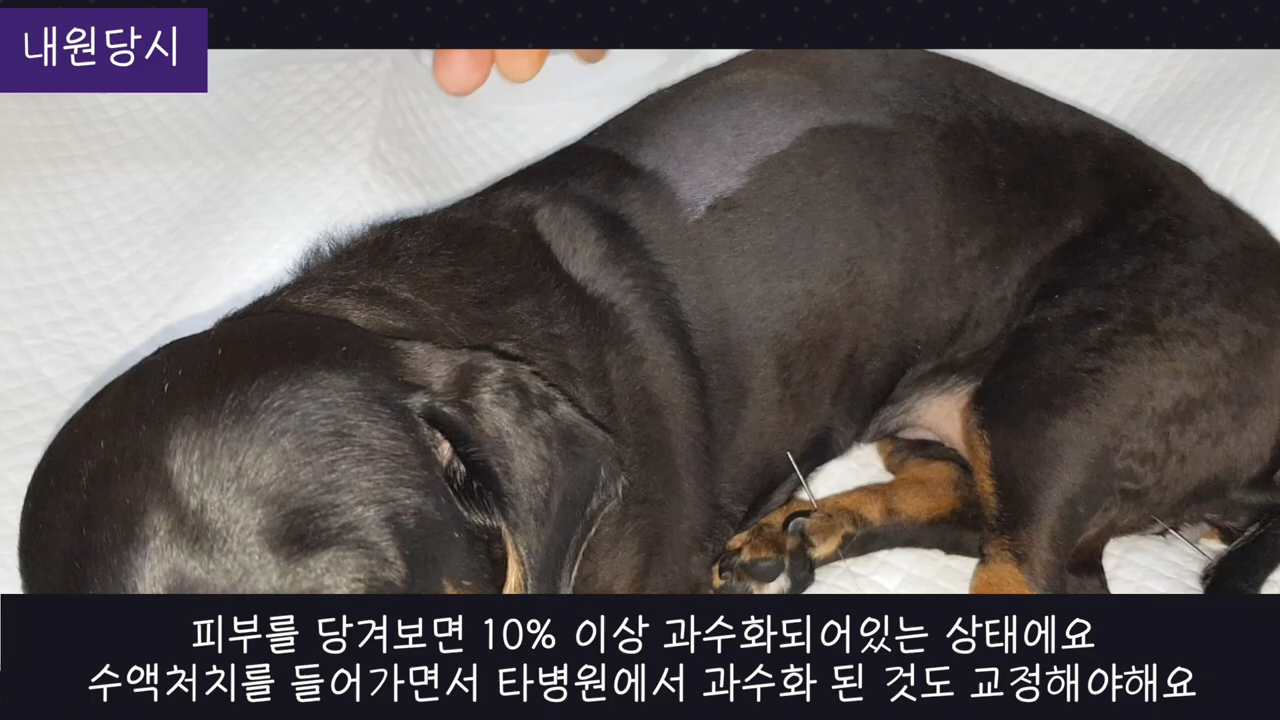 내원당시
피부를 당겨보면 10% 이상 과수화되어있는 상태에요
수액처치를 들어가면서 타병원에서 과수화 된 것도 교정해야해요